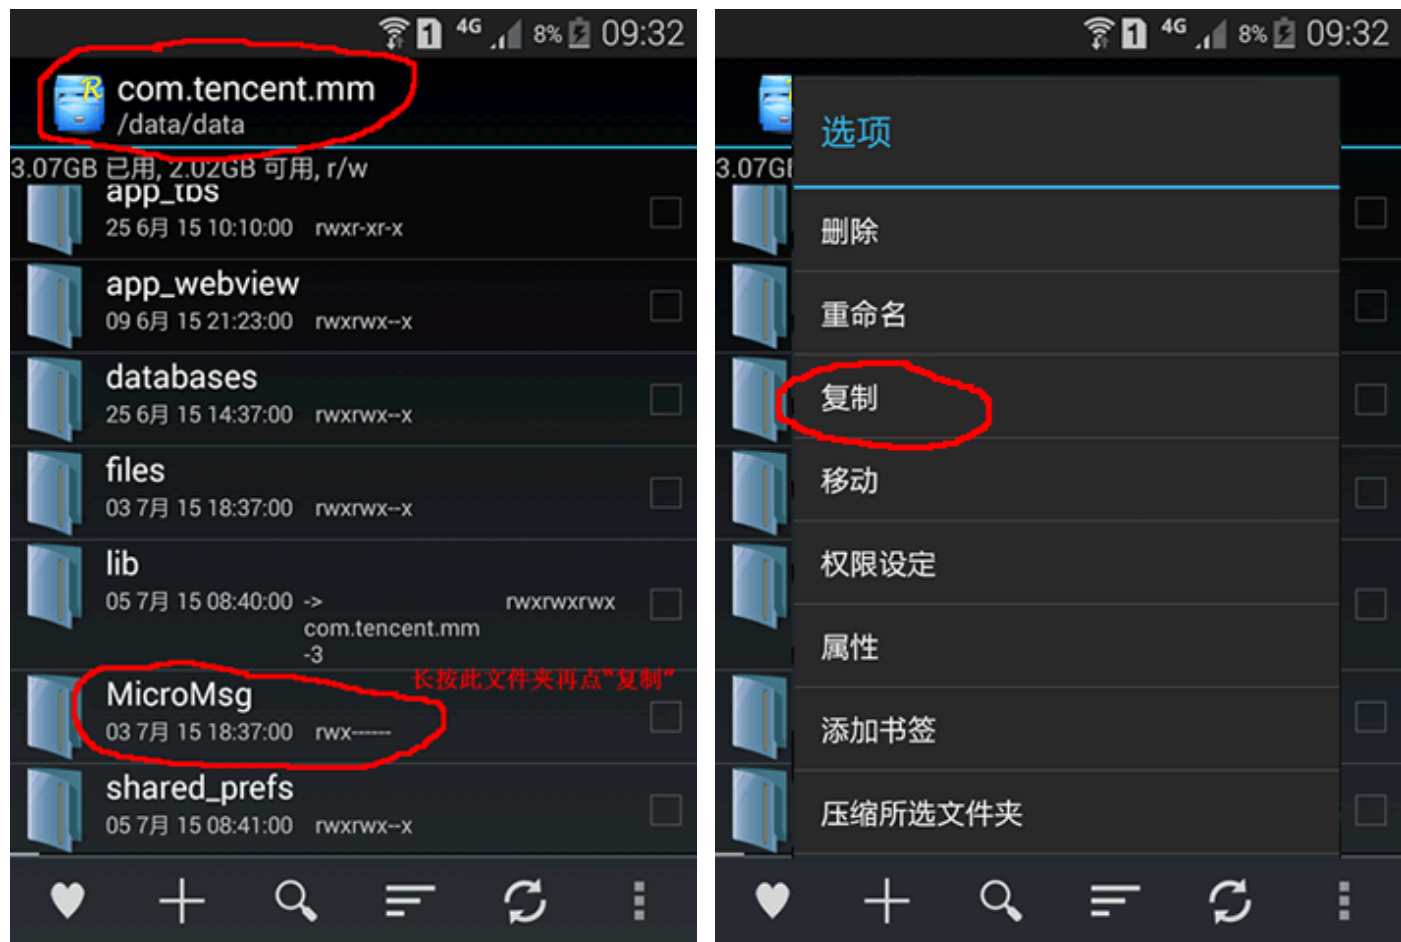 1 4G 8% 09:32
R
com.tencent.mm
/data/data
3.07GB 已用, 2.02GB 可用, r/w
app_tbs
25 6月 15 10:10:00 rwxr-xr-x
app_webview
09 6月 15 21:23:00 rwxrwx--x
databases
25 6月 15 14:37:00 rwxrwx--x
files
03 7月 15 18:37:00 rwxrwx--x
lib
05 7月 15 08:40:00 -> rwxrwxrwx
com.tencent.mm
-3
长按此文件夹再点"复制"
MicroMsg
03 7月 15 18:37:00 rwx------
shared_prefs
05 7月 15 08:41:00 rwxrwx--x
1 4G 8% 09:32
3.07GB
选项
删除
重命名
复制
移动
权限设定
属性
添加书签
压缩所选文件夹